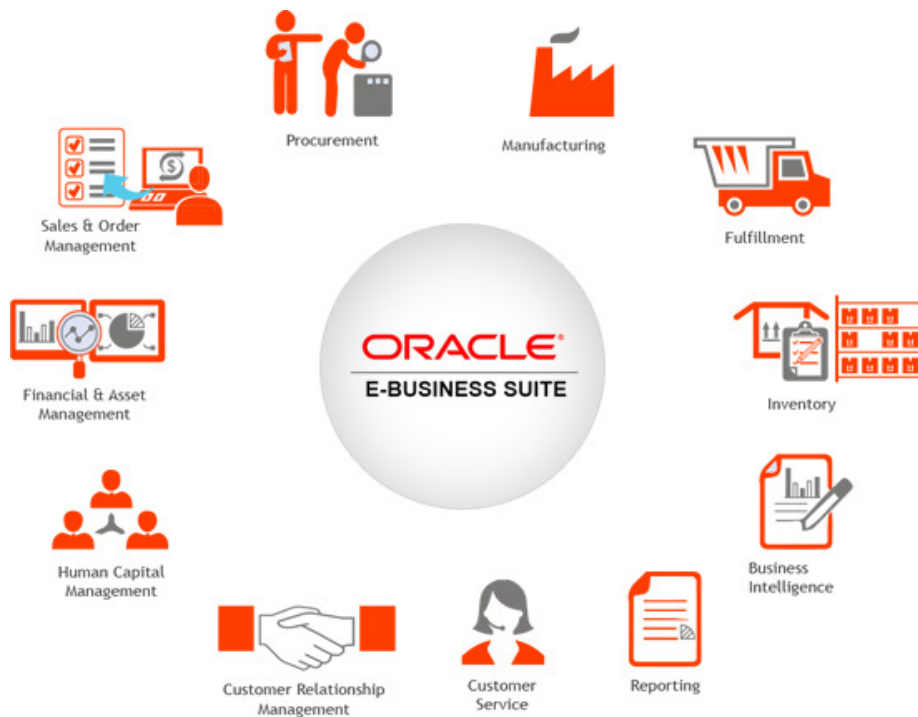 Procurement
Manufacturing
Sales & Order
Management
Fulfillment
ORACLE®
E-BUSINESS SUITE
Financial & Asset
Management
Inventory
Human Capital
Management
Business
Intelligence
Customer Relationship
Management
Customer
Service
Reporting